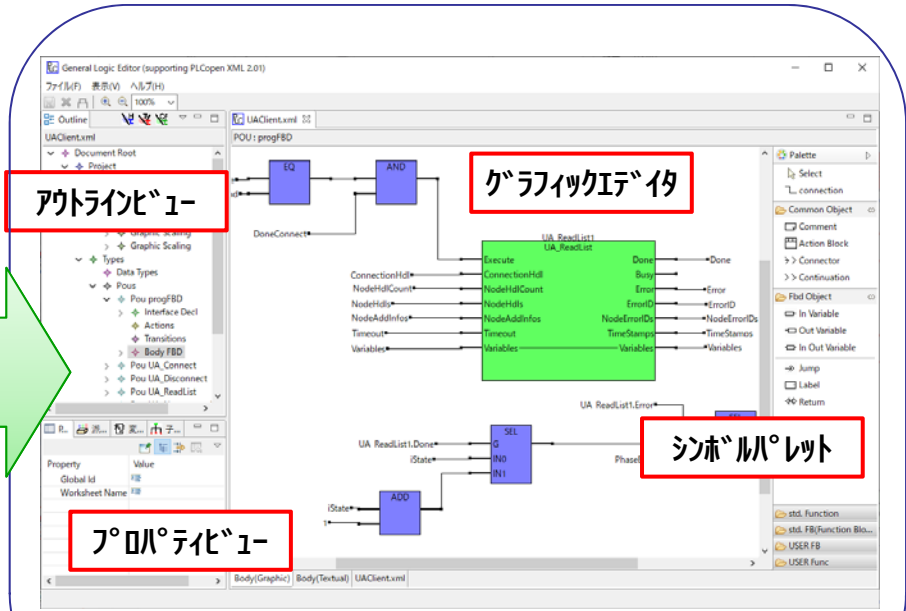 General Logic Editor (supporting PLCopen XML 2.01)
ファイル(F) 表示(V) ヘルプ(H)
100%
Outline
UAClient.xml
UAClient.xml
POU : progFBD
Document Root
Project
アウトラインビュー
Graphic Scaling
Graphic Scaling
Types
Data Types
Pous
Pou progFBD
Interface Decl
Actions
Transitions
Body FBD
Pou UA_Connect
Pou UA_Disconnect
Pou UA_ReadList
Property
Value
Global Id
Worksheet Name
プロパティビュー
EQ
AND
DoneConnect
グラフィックエディタ
UA_ReadList1
UA_ReadList
Execute
Done
Done
ConnectionHdl
ConnectionHdl
Busy
NodeHdlCount
NodeHdlCount
Error
Error
NodeHdls
NodeHdls
ErrorID
ErrorID
NodeAddInfos
NodeAddInfos
NodeErrorIDs
NodeErrorIDs
Timeout
Timeout
TimeStamps
TimeStamps
Variables
Variables
Variables
Variables
UA_ReadList1.Error
SEL
UA_ReadList1.Done
G
iState
IN0
IN1
ADD
iState
1
シンボルパレット
Body(Graphic)
Body(Textual)
UAClient.xml
Palette
Select
connection
Common Object
Comment
Action Block
Connector
Continuation
Fbd Object
In Variable
Out Variable
In Out Variable
Jump
Label
Return
std. Function
std. FB(Function Blo...
USER FB
USER Func